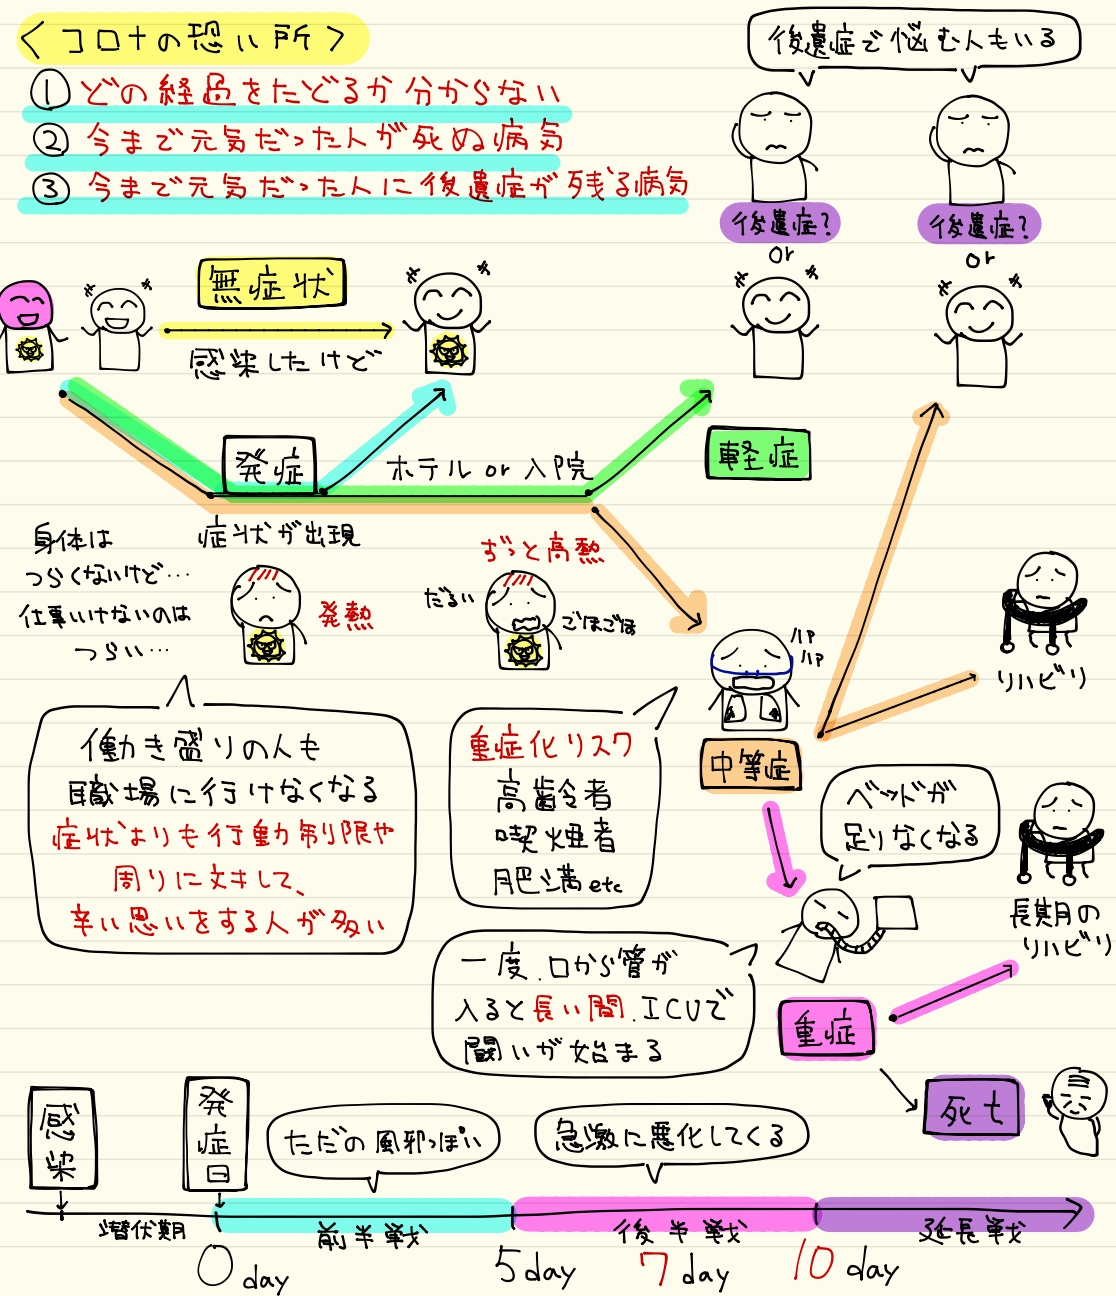 <コロナの恐い所>
① どの経過をたどるか分からない
② 今まで元気だった人が死ぬ病気
③ 今まで元気だった人に後遺症が残る病気
後遺症で悩む人もいる
後遺症?
or
後遺症?
or
無症状
感染したけど
発症
ホテル or 入院
軽症
症状が出現
身体は
つらくないけど…
仕事いけないのは
つらい…
発熱
ずっと高熱
だるい
ごほごほ
ハァ
ハァ
リハビリ
働き盛りの人も
職場に行けなくなる
症状よりも行動制限や
周りに対して、
辛い思いをする人が多い
重症化リスク
高齢者
喫煙者
肥満 etc
中等症
ベッドが
足りなくなる
長期の
リハビリ
一度、口から管が
入ると長い間、ICUで
闘いが始まる
重症
死亡
感染
発症日
ただの風邪っぽい
急激に悪化してくる
潜伏期
前半戦
後半戦
延長戦
0 day
5 day
7 day
10 day